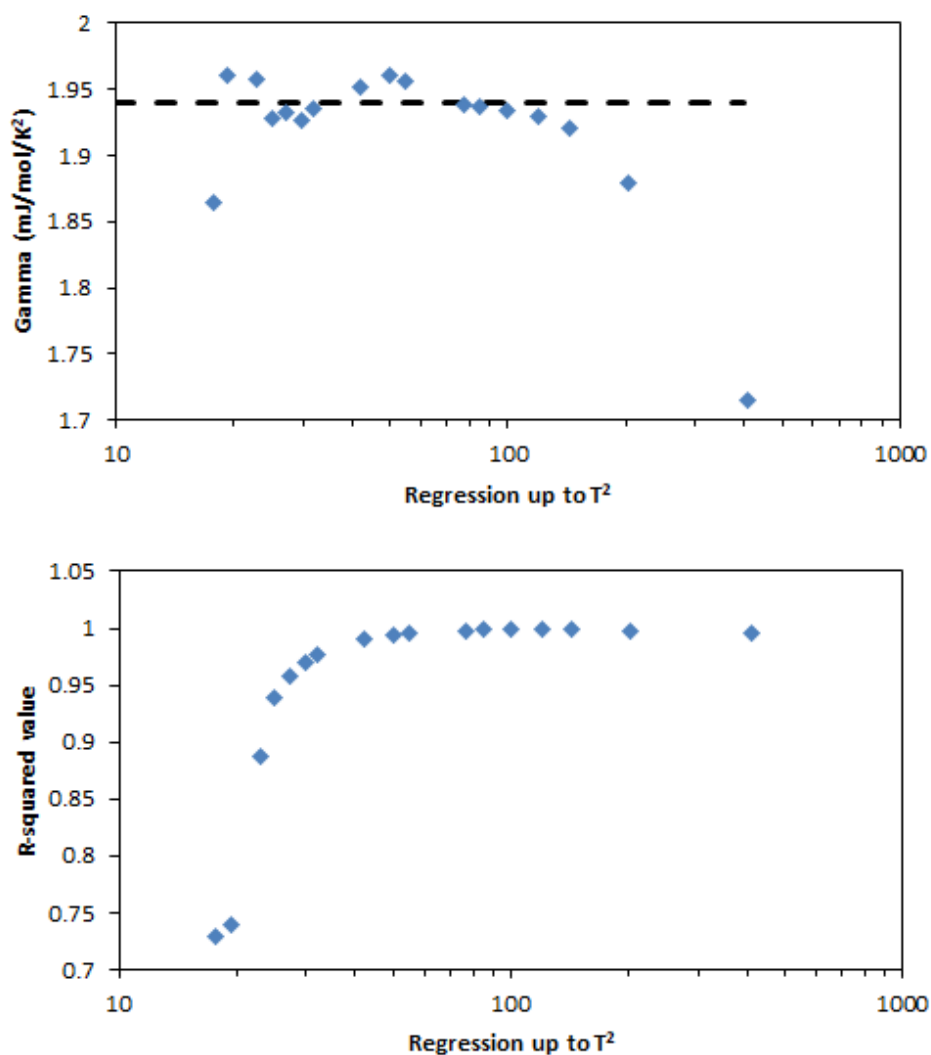 2
1.95
1.9
1.85
1.8
1.75
1.7
Gamma (mJ/mol/K²)
10 100 1000
Regression up to T²
1.05
1
0.95
0.9
0.85
0.8
0.75
0.7
R-squared value
10 100 1000
Regression up to T²